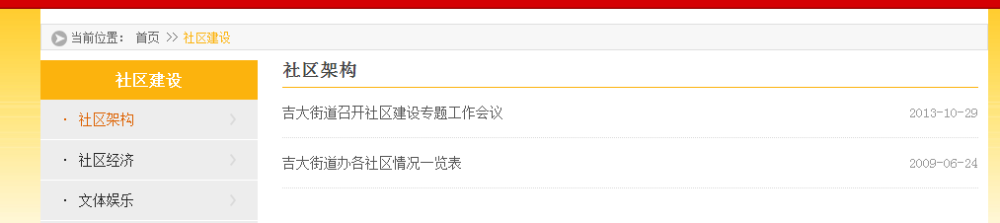 当前位置： 首页 >> 社区建设
社区建设
· 社区架构
· 社区经济
· 文体娱乐
社区架构
吉大街道召开社区建设专题工作会议 2013-10-29
吉大街道办各社区情况一览表 2009-06-24